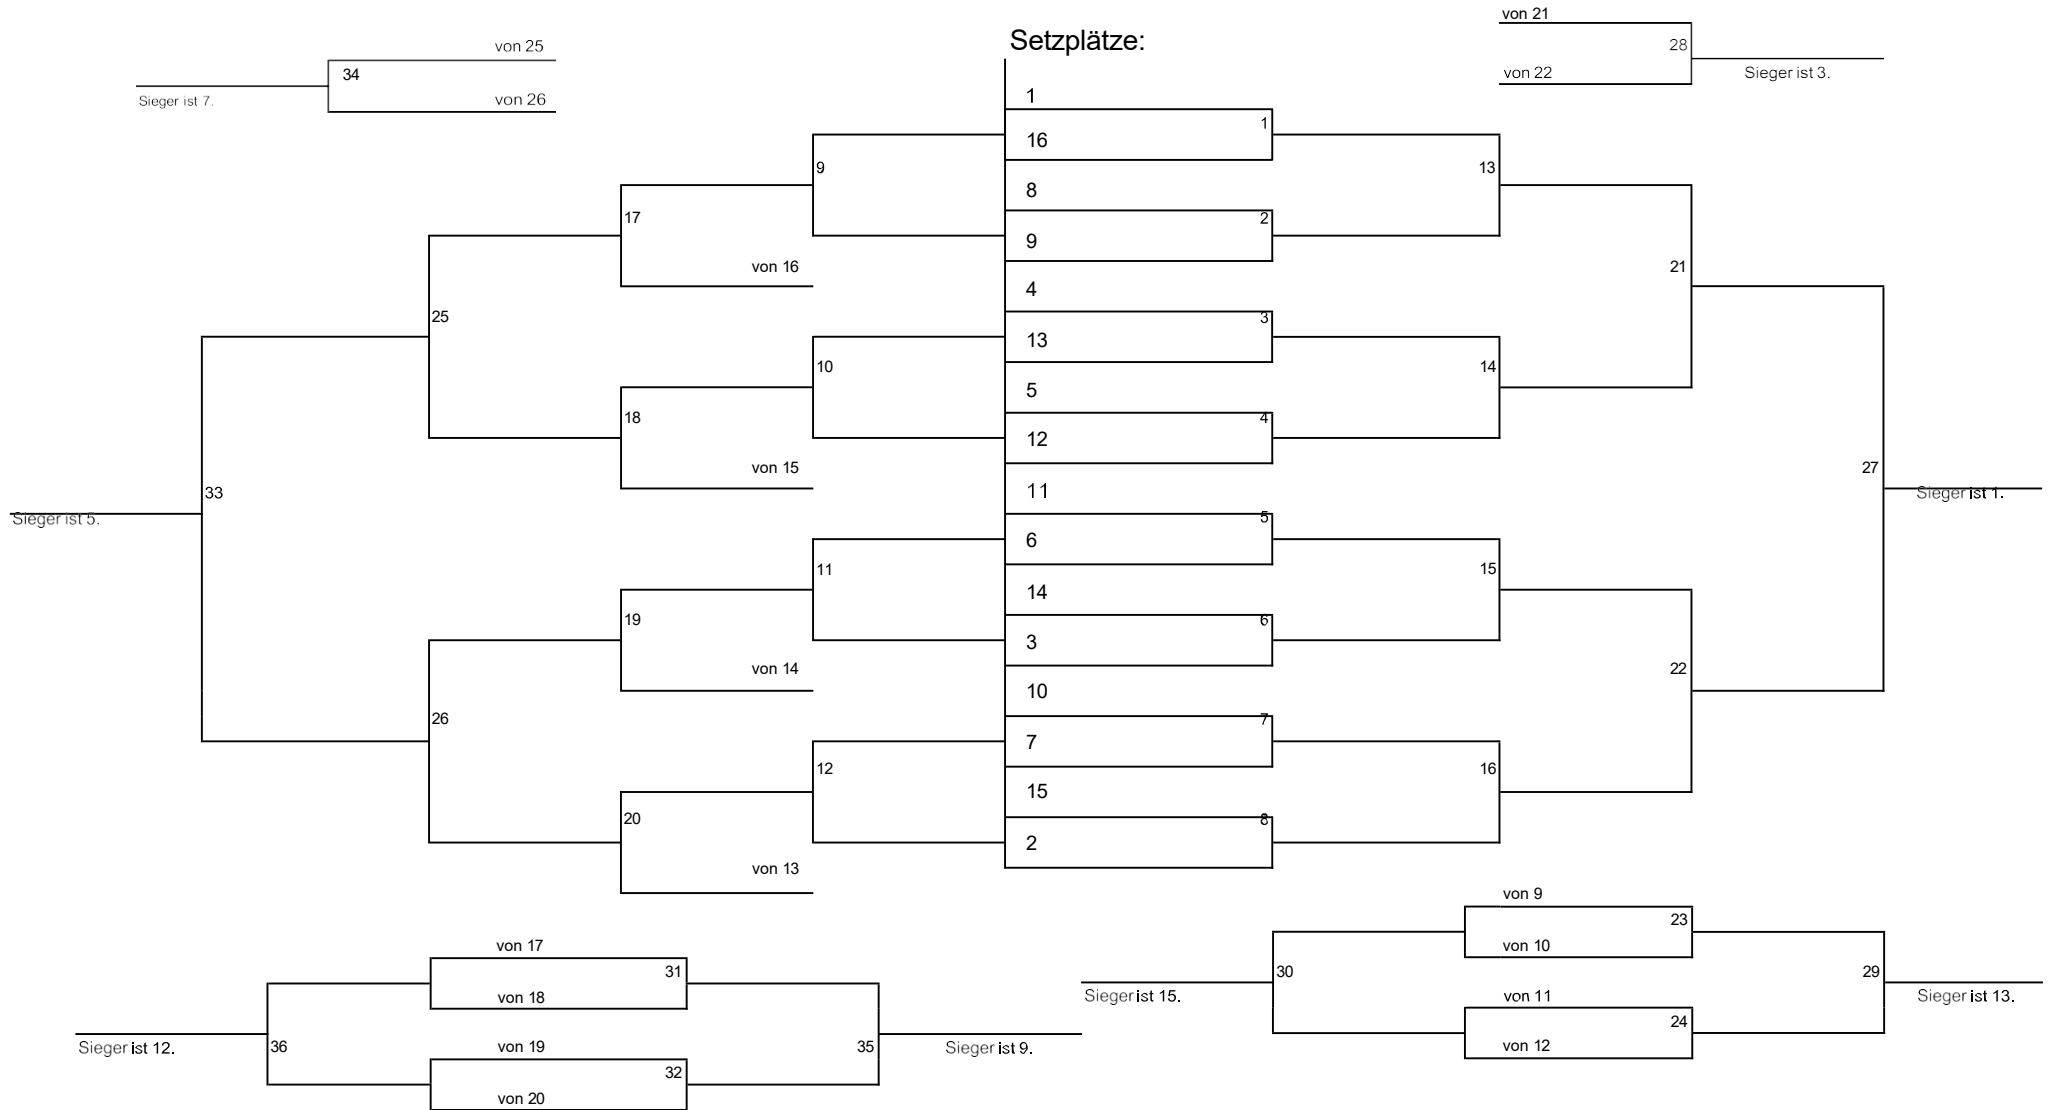 von 21
Setzplätze:
von 25
28
34
von 22
Sieger ist 3.
1
von 26
Sieger ist 7.
1
16
9
13
8
17
2
9
von 16
21
4
25
3
13
10
14
5
18
4
12
von 15
27
11
33
Sieger ist 1.
5
Sieger ist 5.
6
11
15
14
19
6
3
von 14
22
10
26
7
7
12
16
15
20
8
2
von 13
von 9
23
von 17
von 10
31
30
29
von 18
von 11
Sieger ist 15.
Sieger ist 13.
24
Sieger ist 12.
36
von 19
35
Sieger ist 9.
von 12
32
von 20